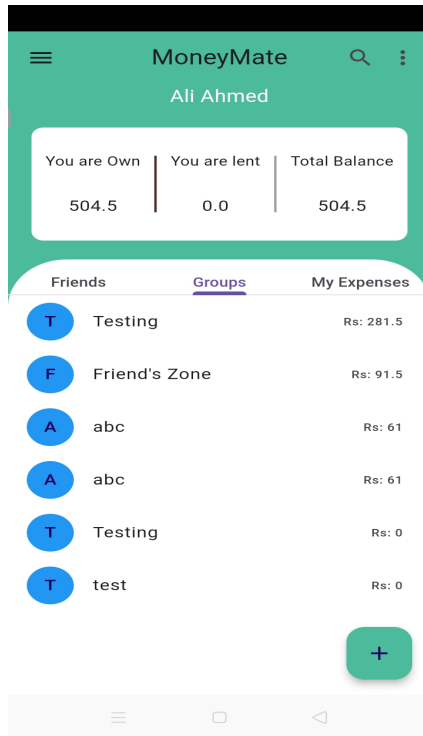 MoneyMate
Ali Ahmed
You are Own You are lent Total Balance
504.5 0.0 504.5
Friends Groups My Expenses
T Testing Rs: 281.5
F Friend's Zone Rs: 91.5
A abc Rs: 61
A abc Rs: 61
T Testing Rs: 0
T test Rs: 0
+